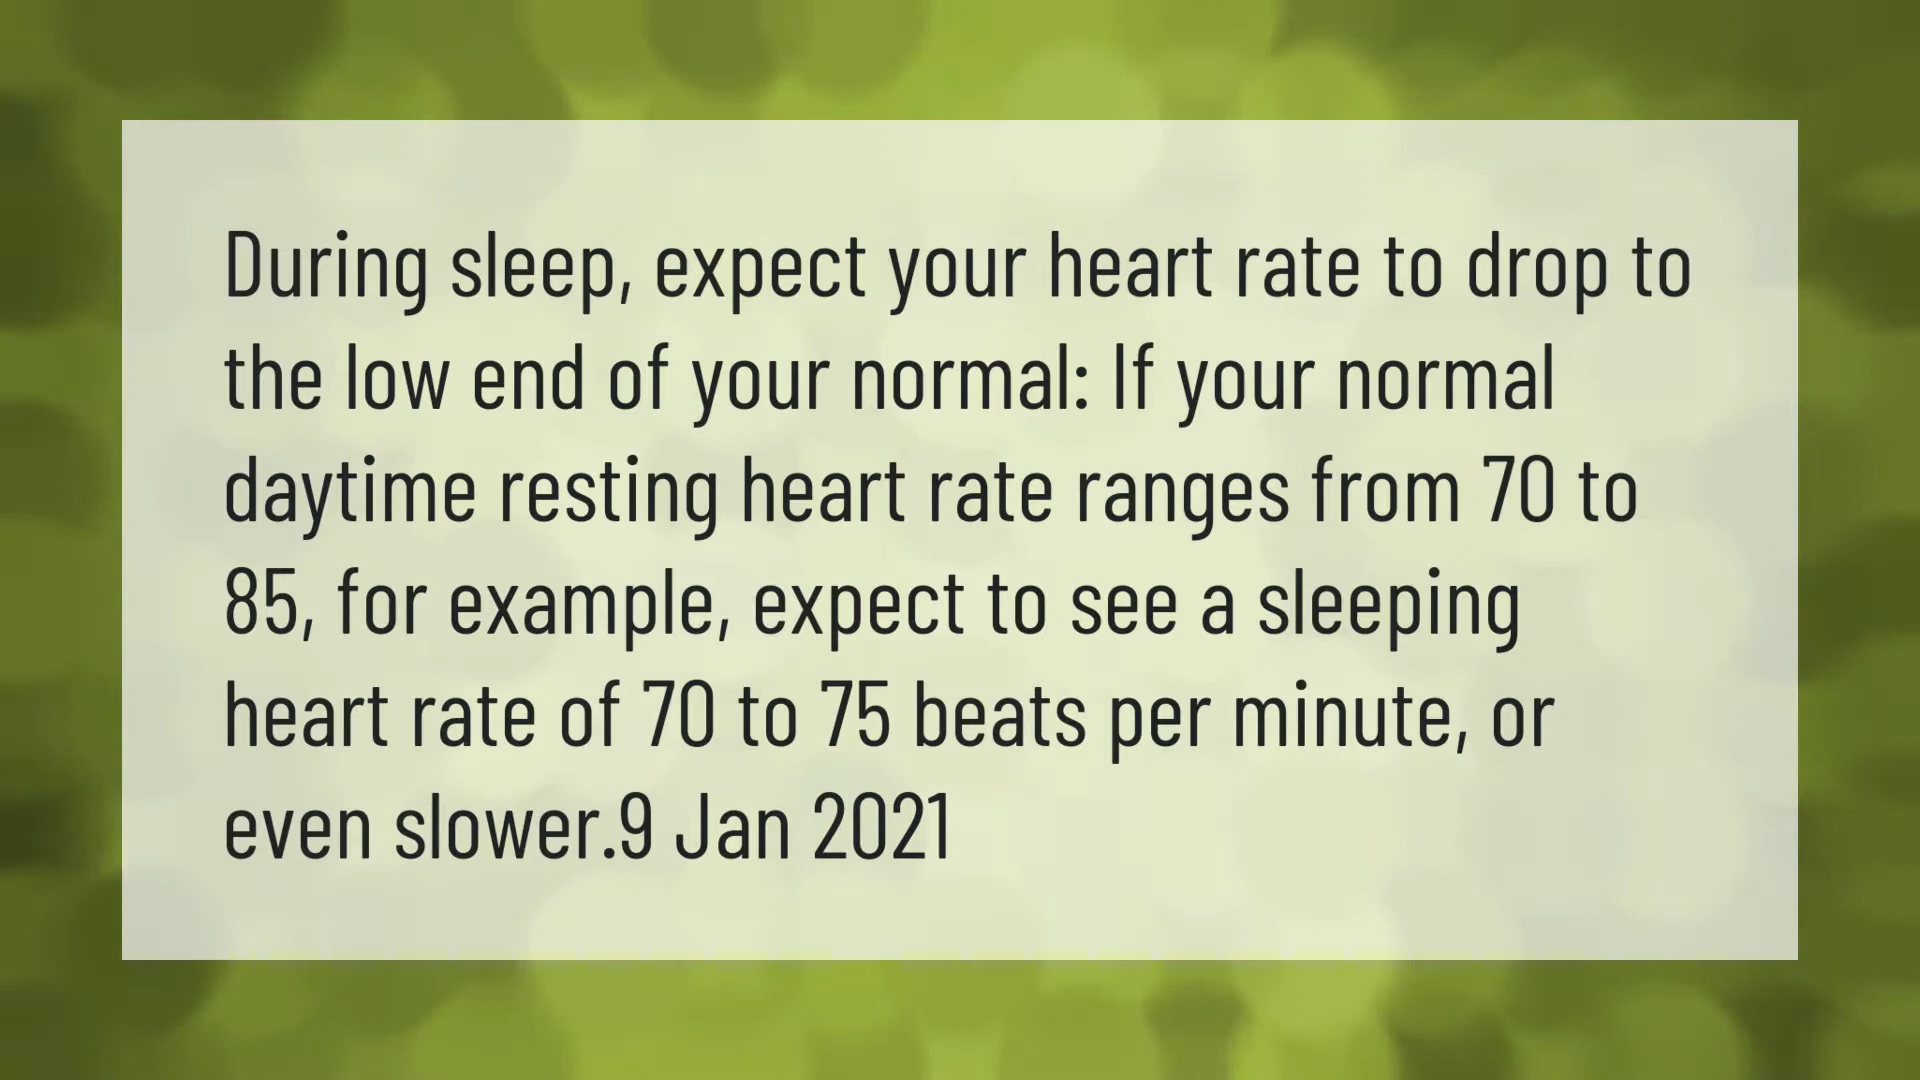 During sleep, expect your heart rate to drop to
the low end of your normal: If your normal
daytime resting heart rate ranges from 70 to
85, for example, expect to see a sleeping
heart rate of 70 to 75 beats per minute, or
even slower.9 Jan 2021